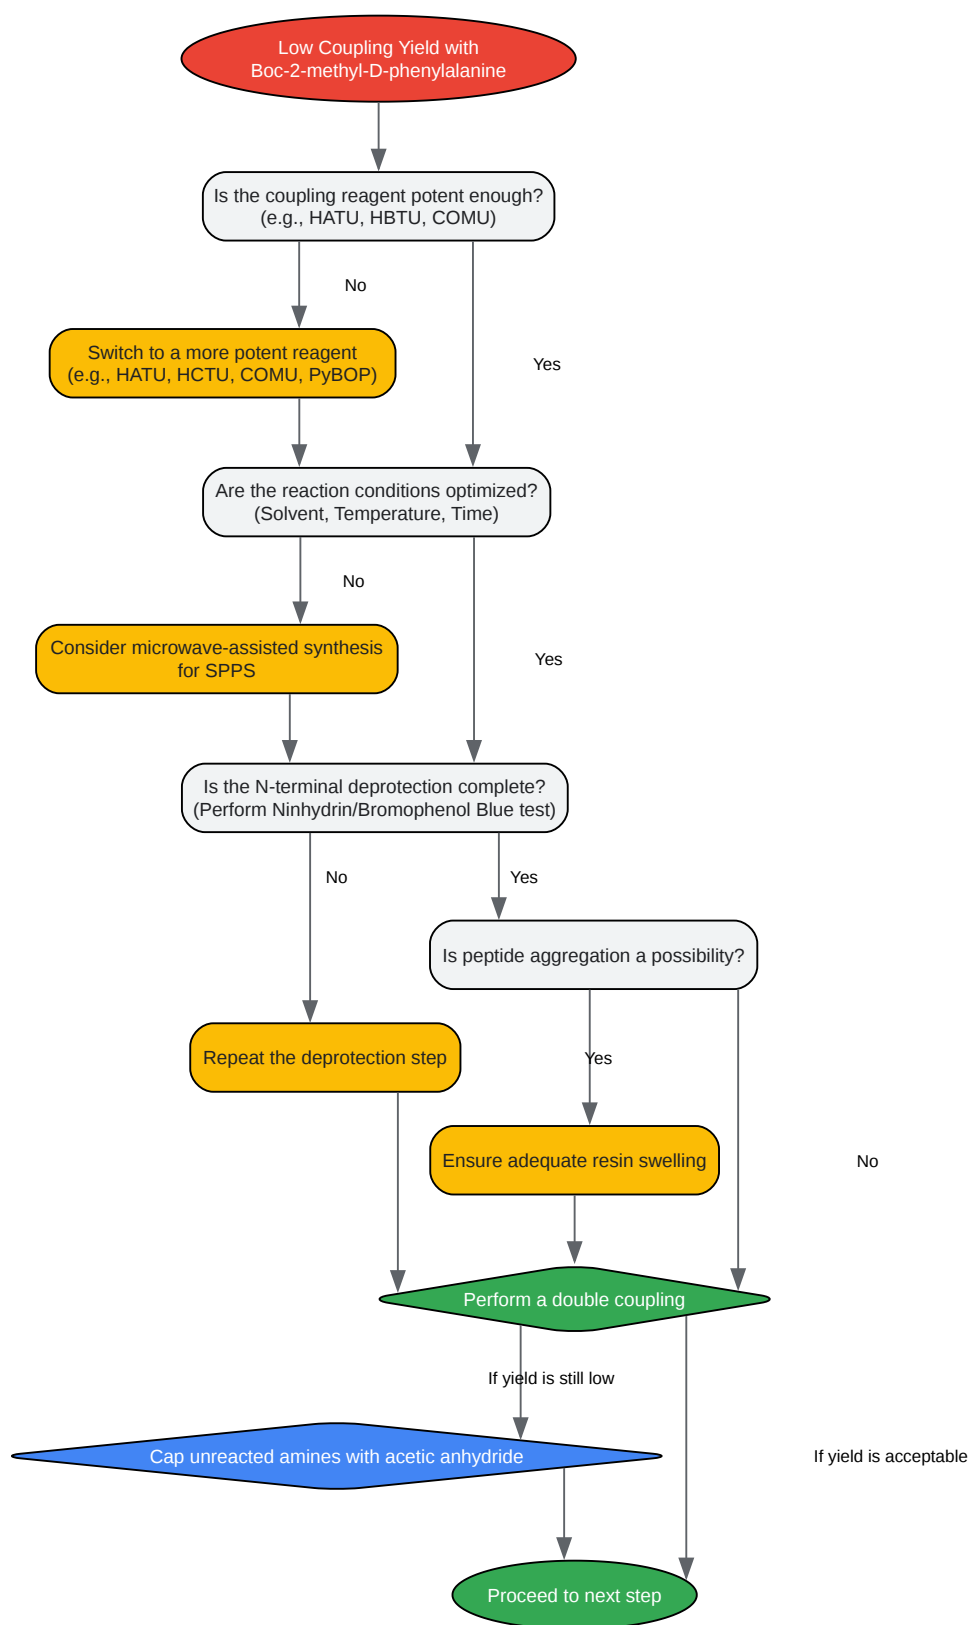 Low Coupling Yield with
Boc-2-methyl-D-phenylalanine
Is the coupling reagent potent enough?
(e.g., HATU, HBTU, COMU)
No
Switch to a more potent reagent
(e.g., HATU, HCTU, COMU, PyBOP)
Yes
Are the reaction conditions optimized?
(Solvent, Temperature, Time)
No
Consider microwave-assisted synthesis
for SPPS
Yes
Is the N-terminal deprotection complete?
(Perform Ninhydrin/Bromophenol Blue test)
No
Yes
Is peptide aggregation a possibility?
Repeat the deprotection step
Yes
Ensure adequate resin swelling
No
Perform a double coupling
If yield is still low
Cap unreacted amines with acetic anhydride
If yield is acceptable
Proceed to next step